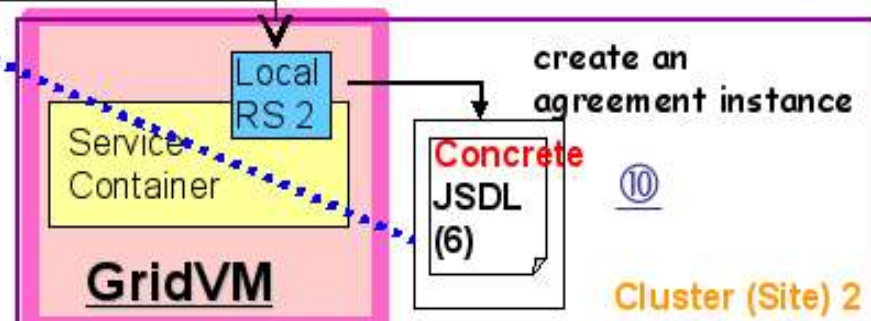 Local
RS 2
Service
Container
GridVM
create an
agreement instance
Concrete
JSDL
(6)
⑩
Cluster (Site) 2